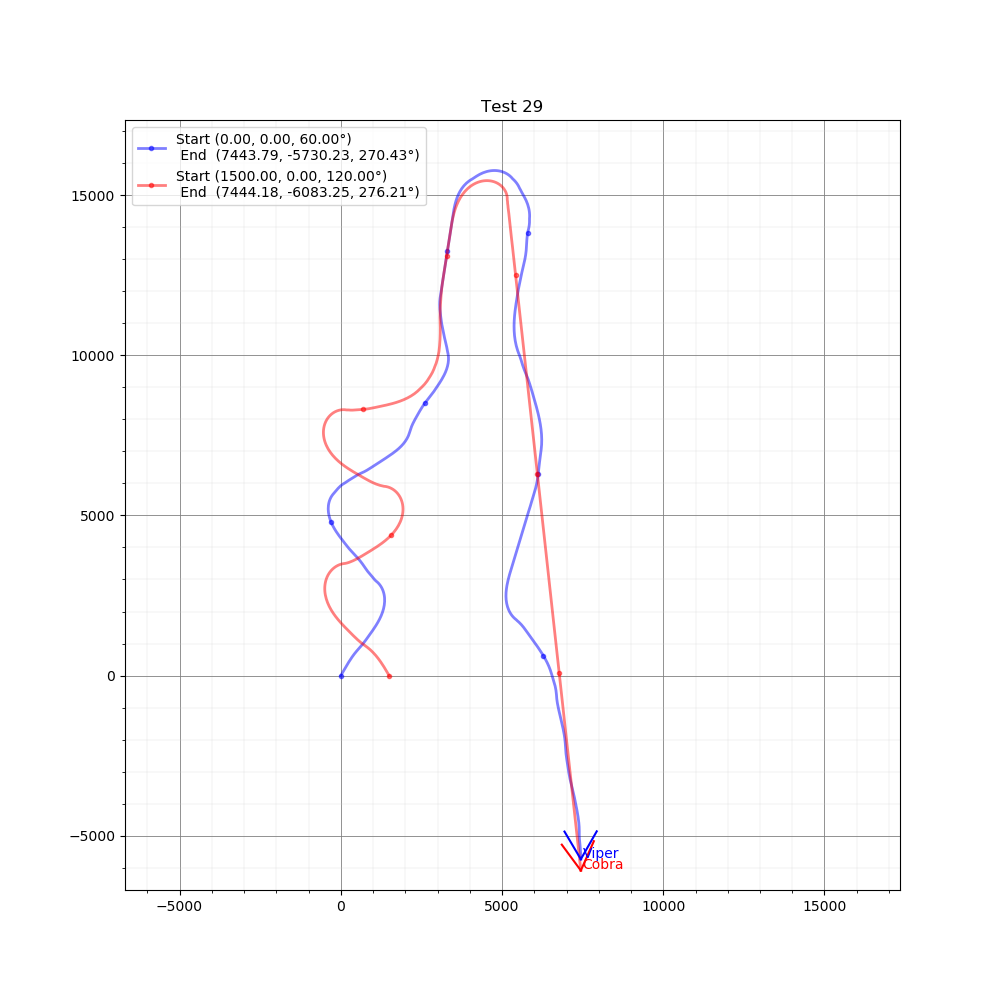 Test 29
Start (0.00, 0.00, 60.00°)
End  (7443.79, -5730.23, 270.43°)
Start (1500.00, 0.00, 120.00°)
End  (7444.18, -6083.25, 276.21°)
15000
10000
5000
0
−5000
Viper
Cobra
−5000
0
5000
10000
15000